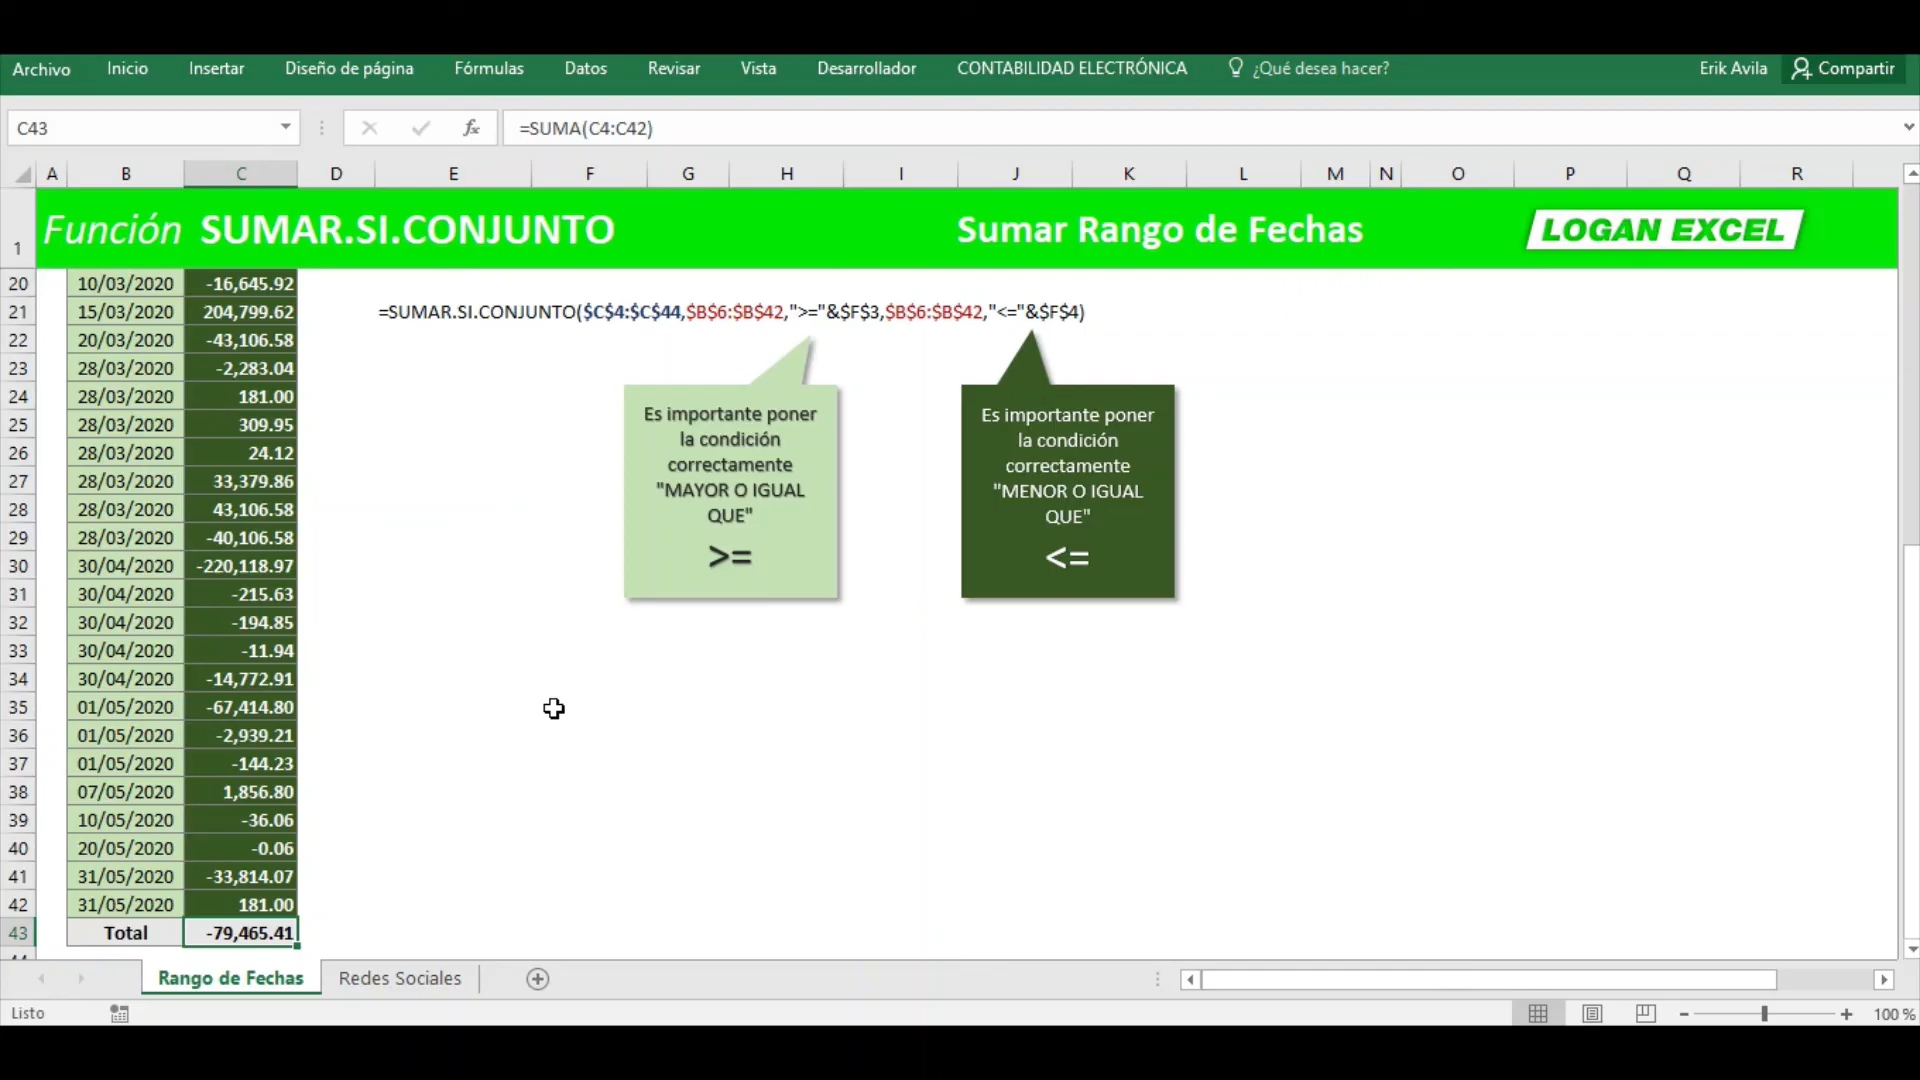 Archivo Inicio Insertar Diseño de página Fórmulas Datos Revisar Vista Desarrollador CONTABILIDAD ELECTRÓNICA ¿Qué desea hacer? Erik Avila Compartir
C43 fx =SUMA(C4:C42)
A B C D E F G H I J K L M N O P Q R
1 Función SUMAR.SI.CONJUNTO Sumar Rango de Fechas LOGAN EXCEL
20 10/03/2020 -16,645.92
21 15/03/2020 204,799.62 =SUMAR.SI.CONJUNTO($C$4:$C$44,$B$6:$B$42,">="&$F$3,$B$6:$B$42,"<="&$F$4)
22 20/03/2020 -43,106.58
23 28/03/2020 -2,283.04
24 28/03/2020 181.00
25 28/03/2020 309.95
26 28/03/2020 24.12
27 28/03/2020 33,379.86
28 28/03/2020 43,106.58
29 28/03/2020 -40,106.58
30 30/04/2020 -220,118.97
31 30/04/2020 -215.63
32 30/04/2020 -194.85
33 30/04/2020 -11.94
34 30/04/2020 -14,772.91
35 01/05/2020 -67,414.80
36 01/05/2020 -2,939.21
37 01/05/2020 -144.23
38 07/05/2020 1,856.80
39 10/05/2020 -36.06
40 20/05/2020 -0.06
41 31/05/2020 -33,814.07
42 31/05/2020 181.00
43 Total -79,465.41
44
Es importante poner
la condición
correctamente
"MAYOR O IGUAL
QUE"
>=
Es importante poner
la condición
correctamente
"MENOR O IGUAL
QUE"
<=
Rango de Fechas Redes Sociales
Listo 100 %